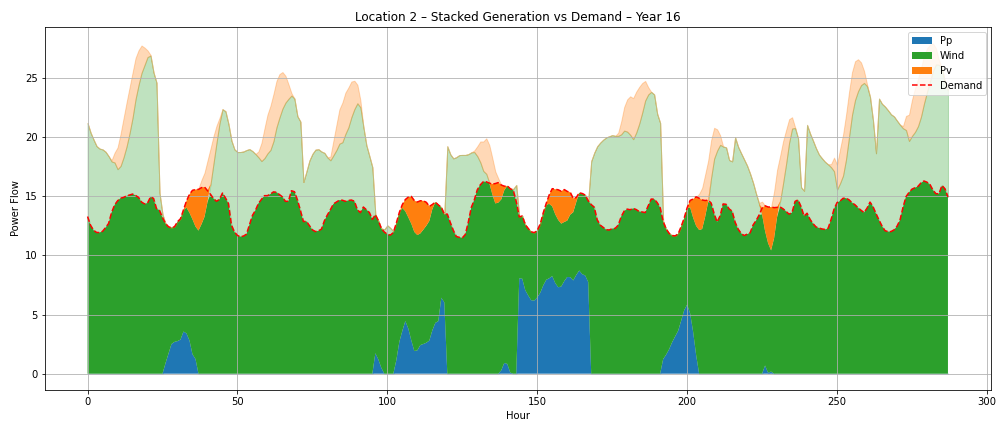 Location 2 – Stacked Generation vs Demand – Year 16
Pp
Wind
Pv
Demand
Power Flow
25
20
15
10
5
0
0 50 100 150 200 250 300
Hour